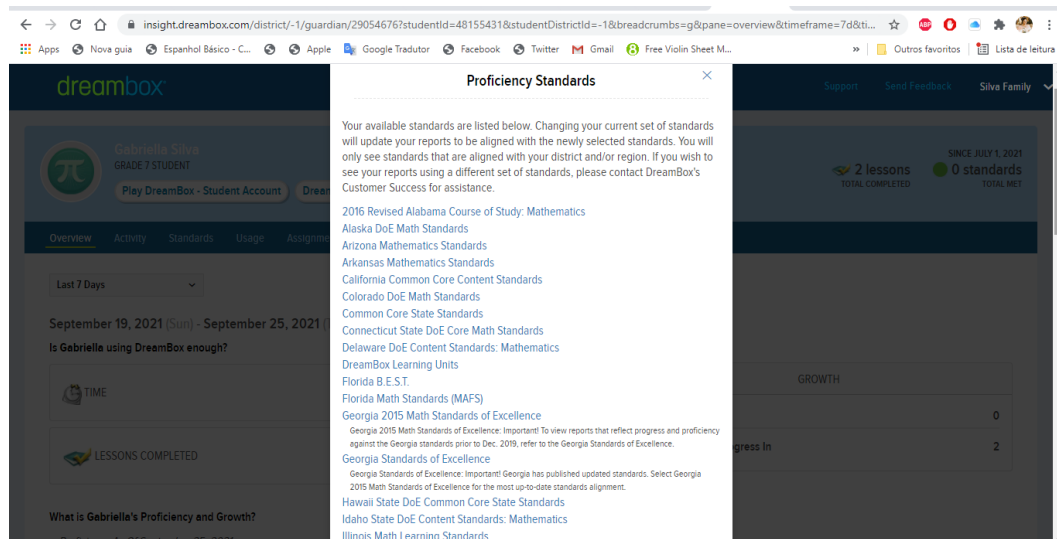 insight.dreambox.com/district/-1/guardian/29054676?studentId=48155431&studentDistrictId=-1&breadcrumbs=g&pane=overview&timeframe=7d&ti...
Apps Nova guia Espanhol Básico - C... Apple Google Tradutor Facebook Twitter Gmail Free Violin Sheet M... » Outros favoritos Lista de leitura
dreambox
Support Send Feedback Silva Family
Proficiency Standards
Your available standards are listed below. Changing your current set of standards
will update your reports to be aligned with the newly selected standards. You will
only see standards that are aligned with your district and/or region. If you wish to
see your reports using a different set of standards, please contact DreamBox's
Customer Success for assistance.
2016 Revised Alabama Course of Study: Mathematics
Alaska DoE Math Standards
Arizona Mathematics Standards
Arkansas Mathematics Standards
California Common Core Content Standards
Colorado DoE Math Standards
Common Core State Standards
Connecticut State DoE Core Math Standards
Delaware DoE Content Standards: Mathematics
DreamBox Learning Units
Florida B.E.S.T.
Florida Math Standards (MAFS)
Georgia 2015 Math Standards of Excellence
Georgia 2015 Math Standards of Excellence: Important! To view reports that reflect progress and proficiency
against the Georgia standards prior to Dec. 2019, refer to the Georgia Standards of Excellence.
Georgia Standards of Excellence
Georgia Standards of Excellence: Important! Georgia has published updated standards. Select Georgia
2015 Math Standards of Excellence for the most up-to-date standards alignment.
Hawaii State DoE Common Core State Standards
Idaho State DoE Content Standards: Mathematics
Illinois Math Learning Standards
Gabriella Silva
GRADE 7 STUDENT
Play DreamBox - Student Account
Drea
SINCE JULY 1, 2021
2 lessons
TOTAL COMPLETED
0 standards
TOTAL MET
Overview Activity Standards Usage Assignme
Last 7 Days
September 19, 2021 (Sun) - September 25, 2021
Is Gabriella using DreamBox enough?
TIME
LESSONS COMPLETED
GROWTH
0
gress In 2
What is Gabriella's Proficiency and Growth?